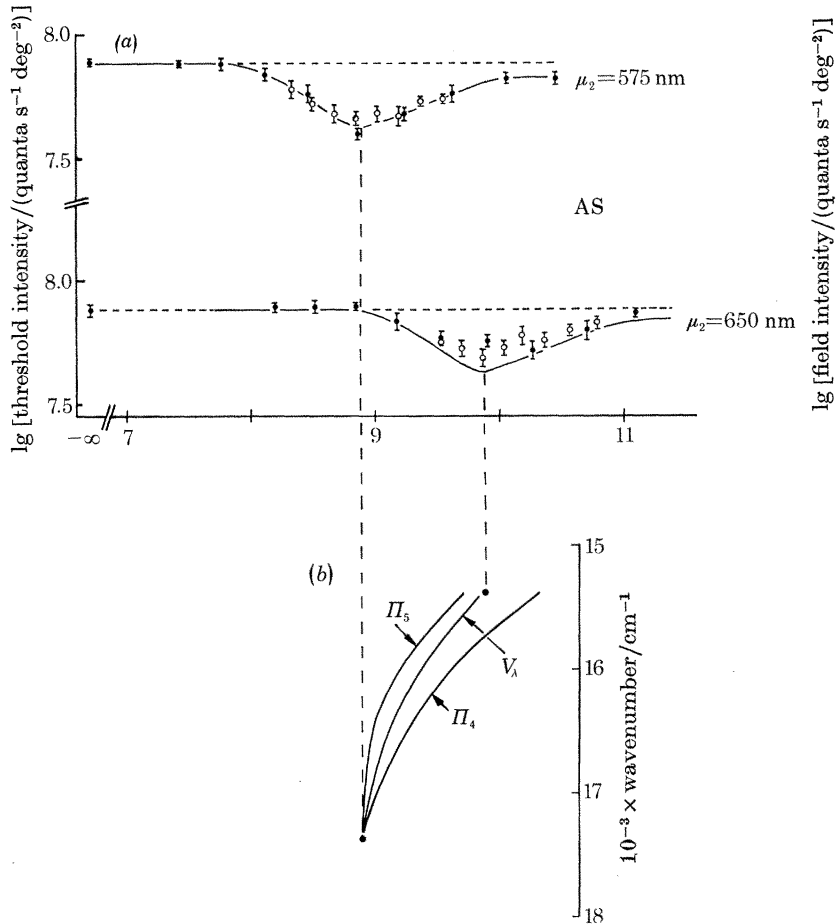 lg [threshold intensity/(quanta s⁻¹ deg⁻²)]
(a)
8.0
μ₂=575 nm
7.5
AS
8.0
μ₂=650 nm
7.5
−∞ 7 9 11
lg [field intensity/(quanta s⁻¹ deg⁻²)]
(b)
Π₅
V_λ
Π₄
15
16
17
18
10⁻³ × wavenumber/cm⁻¹